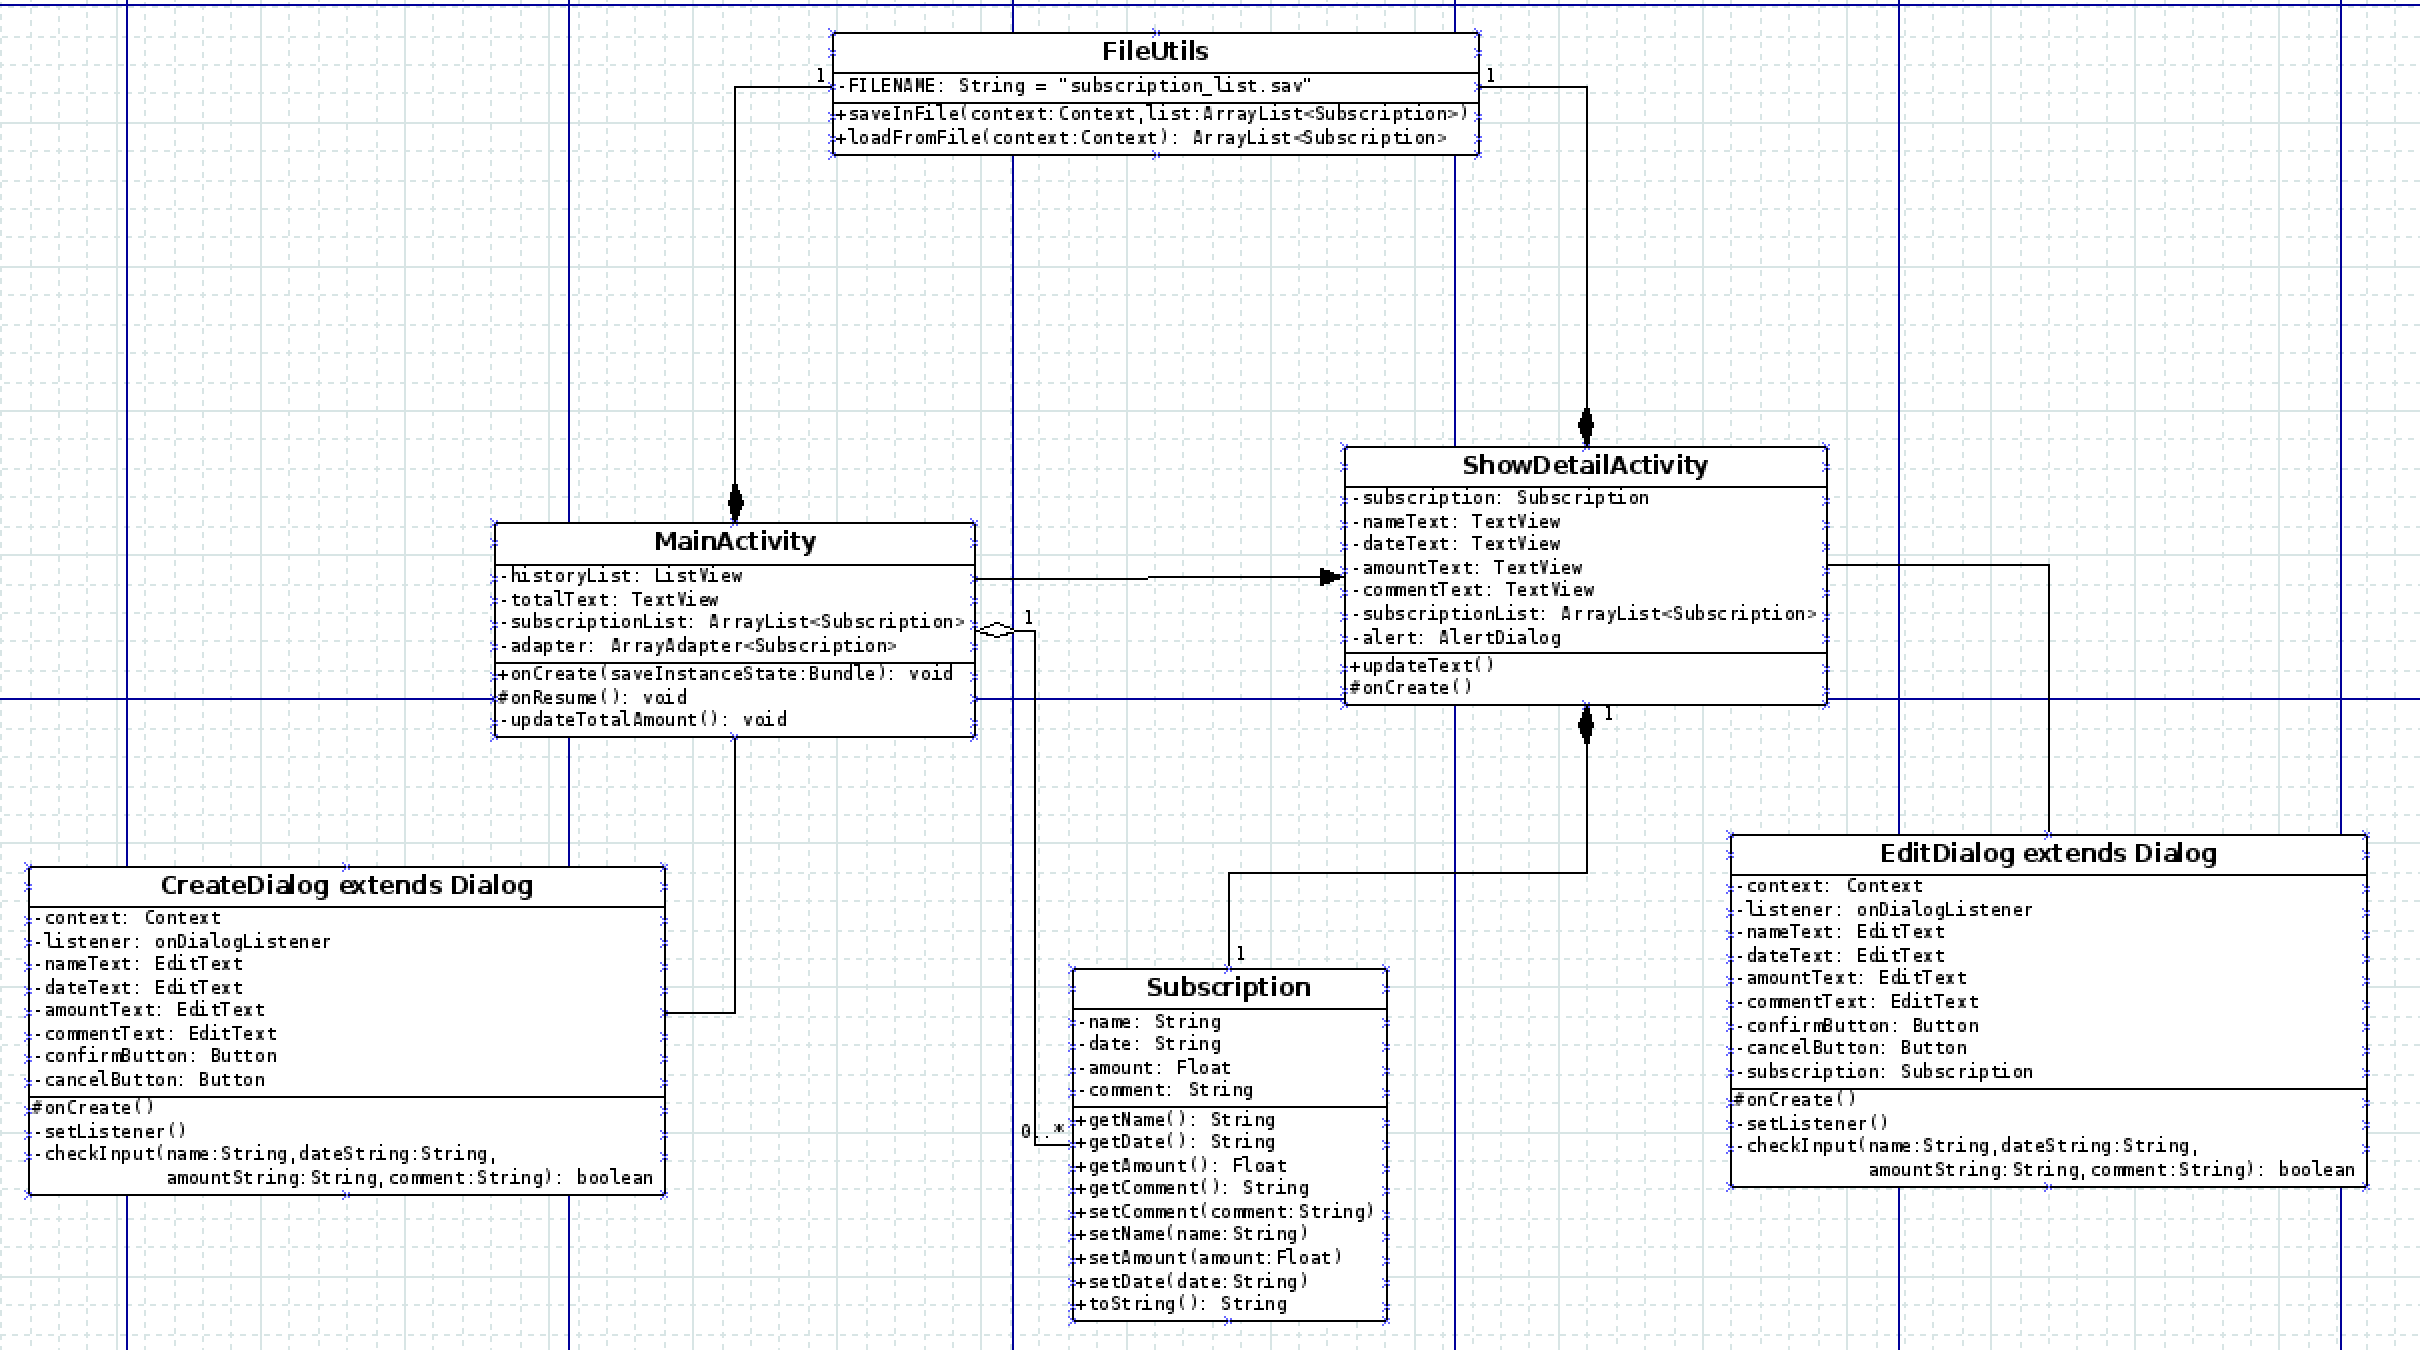 FileUtils
1
1
-FILENAME: String = "subscription_list.sav"
+saveInFile(context:Context,list:ArrayList<Subscription>)
+loadFromFile(context:Context): ArrayList<Subscription>
MainActivity
-historyList: ListView
-totalText: TextView
-subscriptionList: ArrayList<Subscription>
-adapter: ArrayAdapter<Subscription>
+onCreate(saveInstanceState:Bundle): void
#onResume(): void
-updateTotalAmount(): void
1
ShowDetailActivity
-subscription: Subscription
-nameText: TextView
-dateText: TextView
-amountText: TextView
-commentText: TextView
-subscriptionList: ArrayList<Subscription>
-alert: AlertDialog
+updateText()
#onCreate()
1
CreateDialog extends Dialog
-context: Context
-listener: onDialogListener
-nameText: EditText
-dateText: EditText
-amountText: EditText
-commentText: EditText
-confirmButton: Button
-cancelButton: Button
#onCreate()
-setListener()
-checkInput(name:String,dateString:String,
amountString:String,comment:String): boolean
1
0..*
Subscription
-name: String
-date: String
-amount: Float
-comment: String
+getName(): String
+getDate(): String
+getAmount(): Float
+getComment(): String
+setComment(comment:String)
+setName(name:String)
+setAmount(amount:Float)
+setDate(date:String)
+toString(): String
EditDialog extends Dialog
-context: Context
-listener: onDialogListener
-nameText: EditText
-dateText: EditText
-amountText: EditText
-commentText: EditText
-confirmButton: Button
-cancelButton: Button
-subscription: Subscription
#onCreate()
-setListener()
-checkInput(name:String,dateString:String,
amountString:String,comment:String): boolean